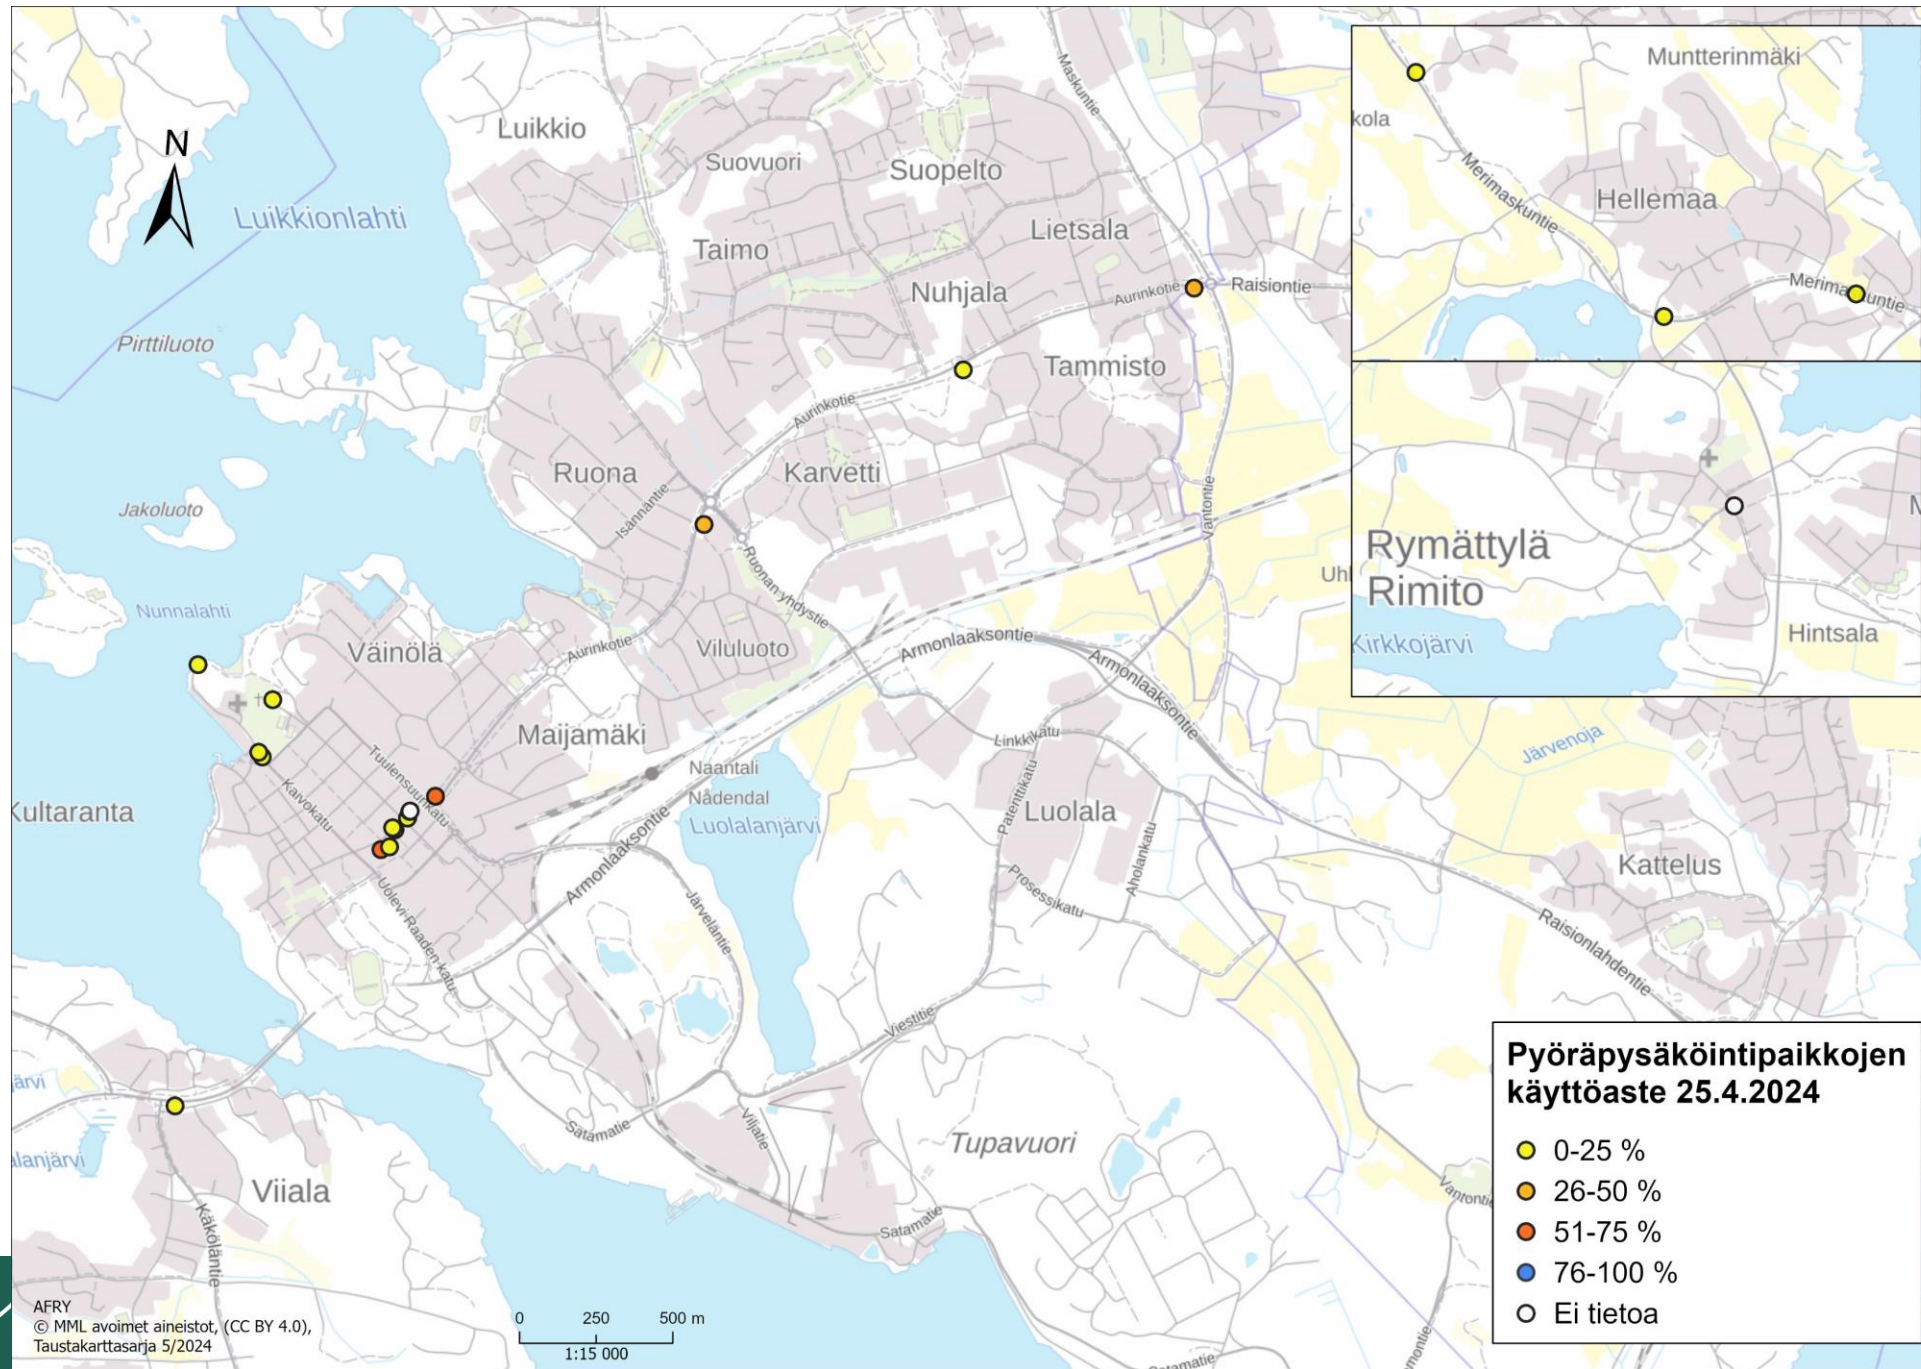 N
Luikkio
Suovuori
Suopelto
Maskuntie
Luikkionlahti
Taimo
Lietsala
Nuhjala
Aurinkotie
Raisiontie
Pirttiluoto
Tammisto
Aurinkotie
Ruona
Karvetti
Isännäntie
Jakoluoto
Vantontie
Ruonan yhdystie
Nunnalahti
Väinölä
Aurinkotie
Viluluoto
Armonlaaksontie
Armonlaaksontie
Maijamäki
Linkkikatu
Järvenoja
Tuulensuunkatu
Naantali
Nådendal
Kaivokatu
Kultaranta
Luolalanjärvi
Patenttikatu
Luolala
Armonlaaksontie
Aholankatu
Kattelus
Uolevi Raaden katu
Järveläntie
Prosessikatu
Raisionlahdentie
Viestitie
Satamatie
Viljatie
Tupavuori
järvi
alanjärvi
Viiala
Käköläntie
Satamatie
Vantontie
Satamatie
Muntterinmäki
kola
Merimaskuntie
Hellemaa
Merimaskuntie
Rymättylä
Rimito
Kirkkojärvi
Hintsala
Pyöräpysäköintipaikkojen
käyttöaste 25.4.2024
0-25 %
26-50 %
51-75 %
76-100 %
Ei tietoa
AFRY
© MML avoimet aineistot, (CC BY 4.0),
Taustakarttasarja 5/2024
0 250 500 m
1:15 000